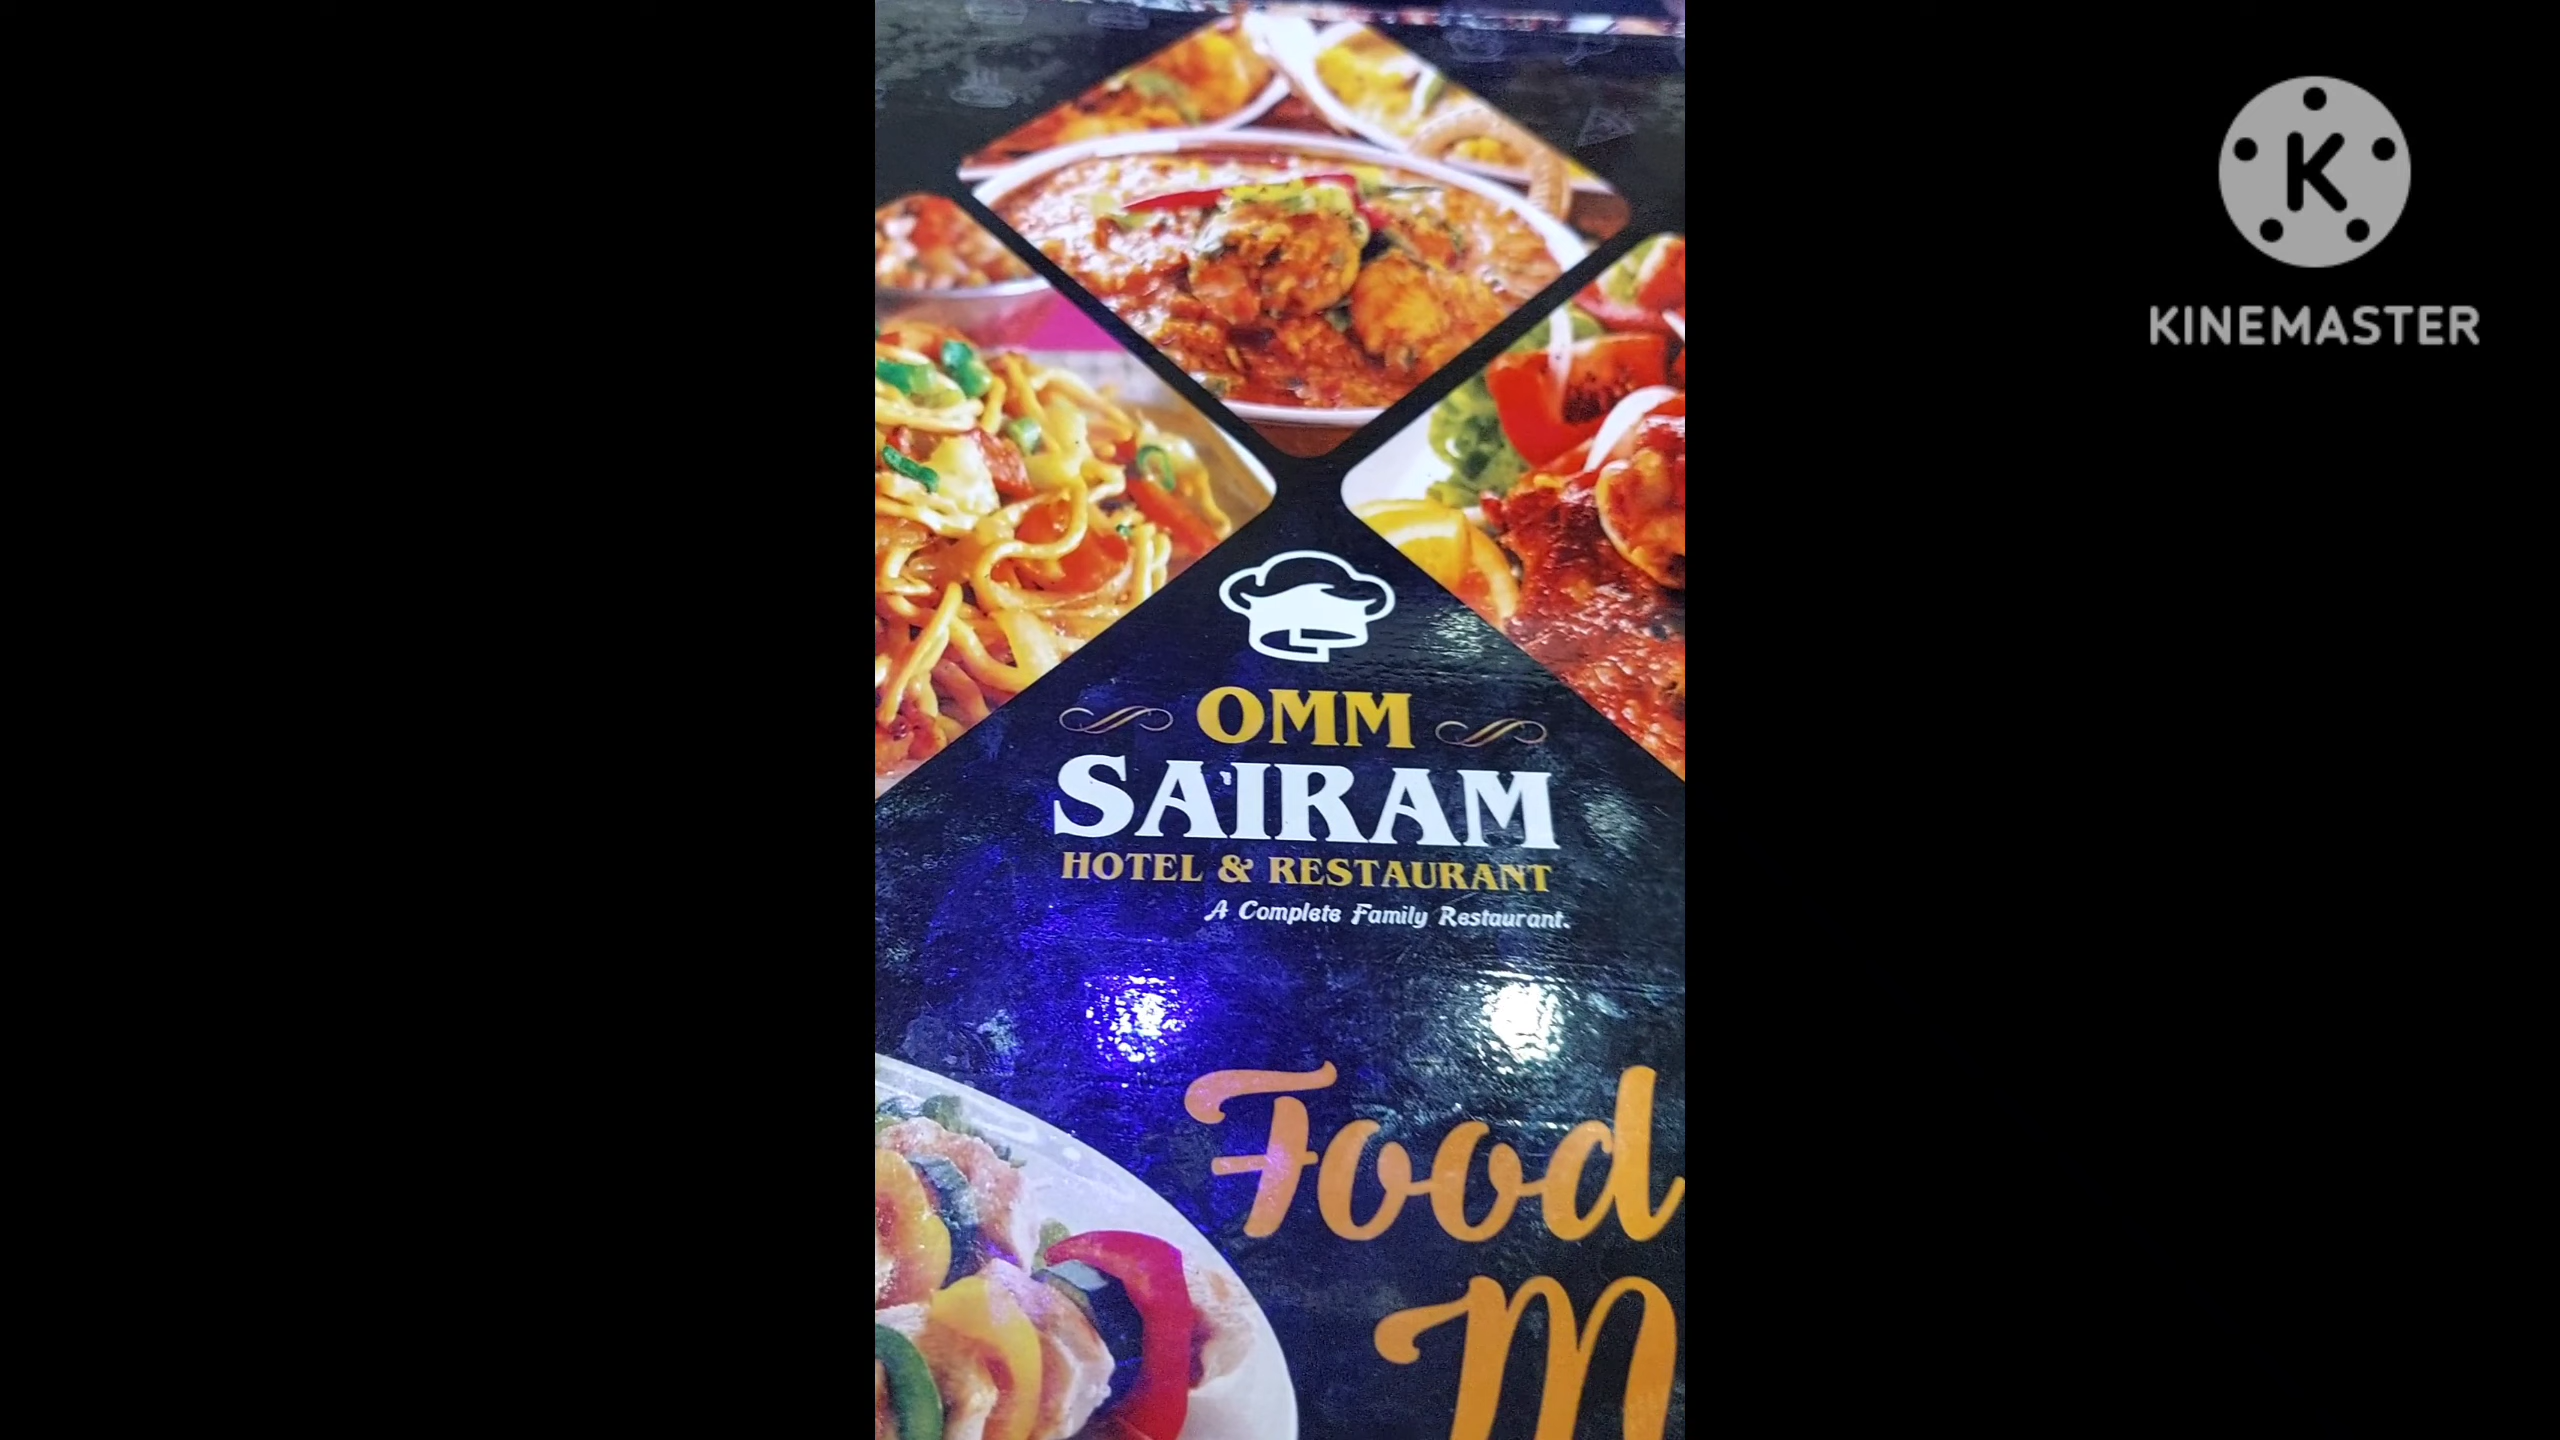 OMM
SAIRAM
HOTEL & RESTAURANT
A Complete Family Restaurant.
Food
M
KINEMASTER